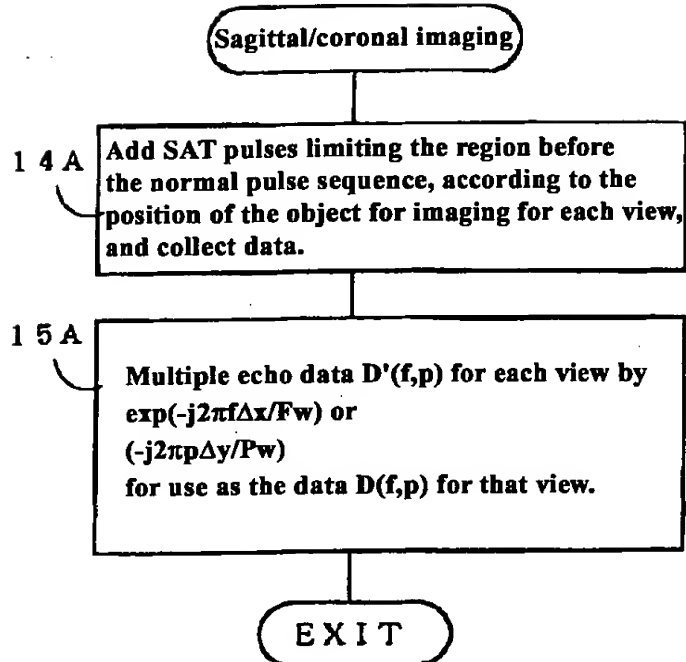 Sagittal/coronal imaging
14A
Add SAT pulses limiting the region before
the normal pulse sequence, according to the
position of the object for imaging for each view,
and collect data.
15A
Multiple echo data D'(f,p) for each view by
exp(-j2πfΔx/Fw) or
(-j2πpΔy/Pw)
for use as the data D(f,p) for that view.
EXIT